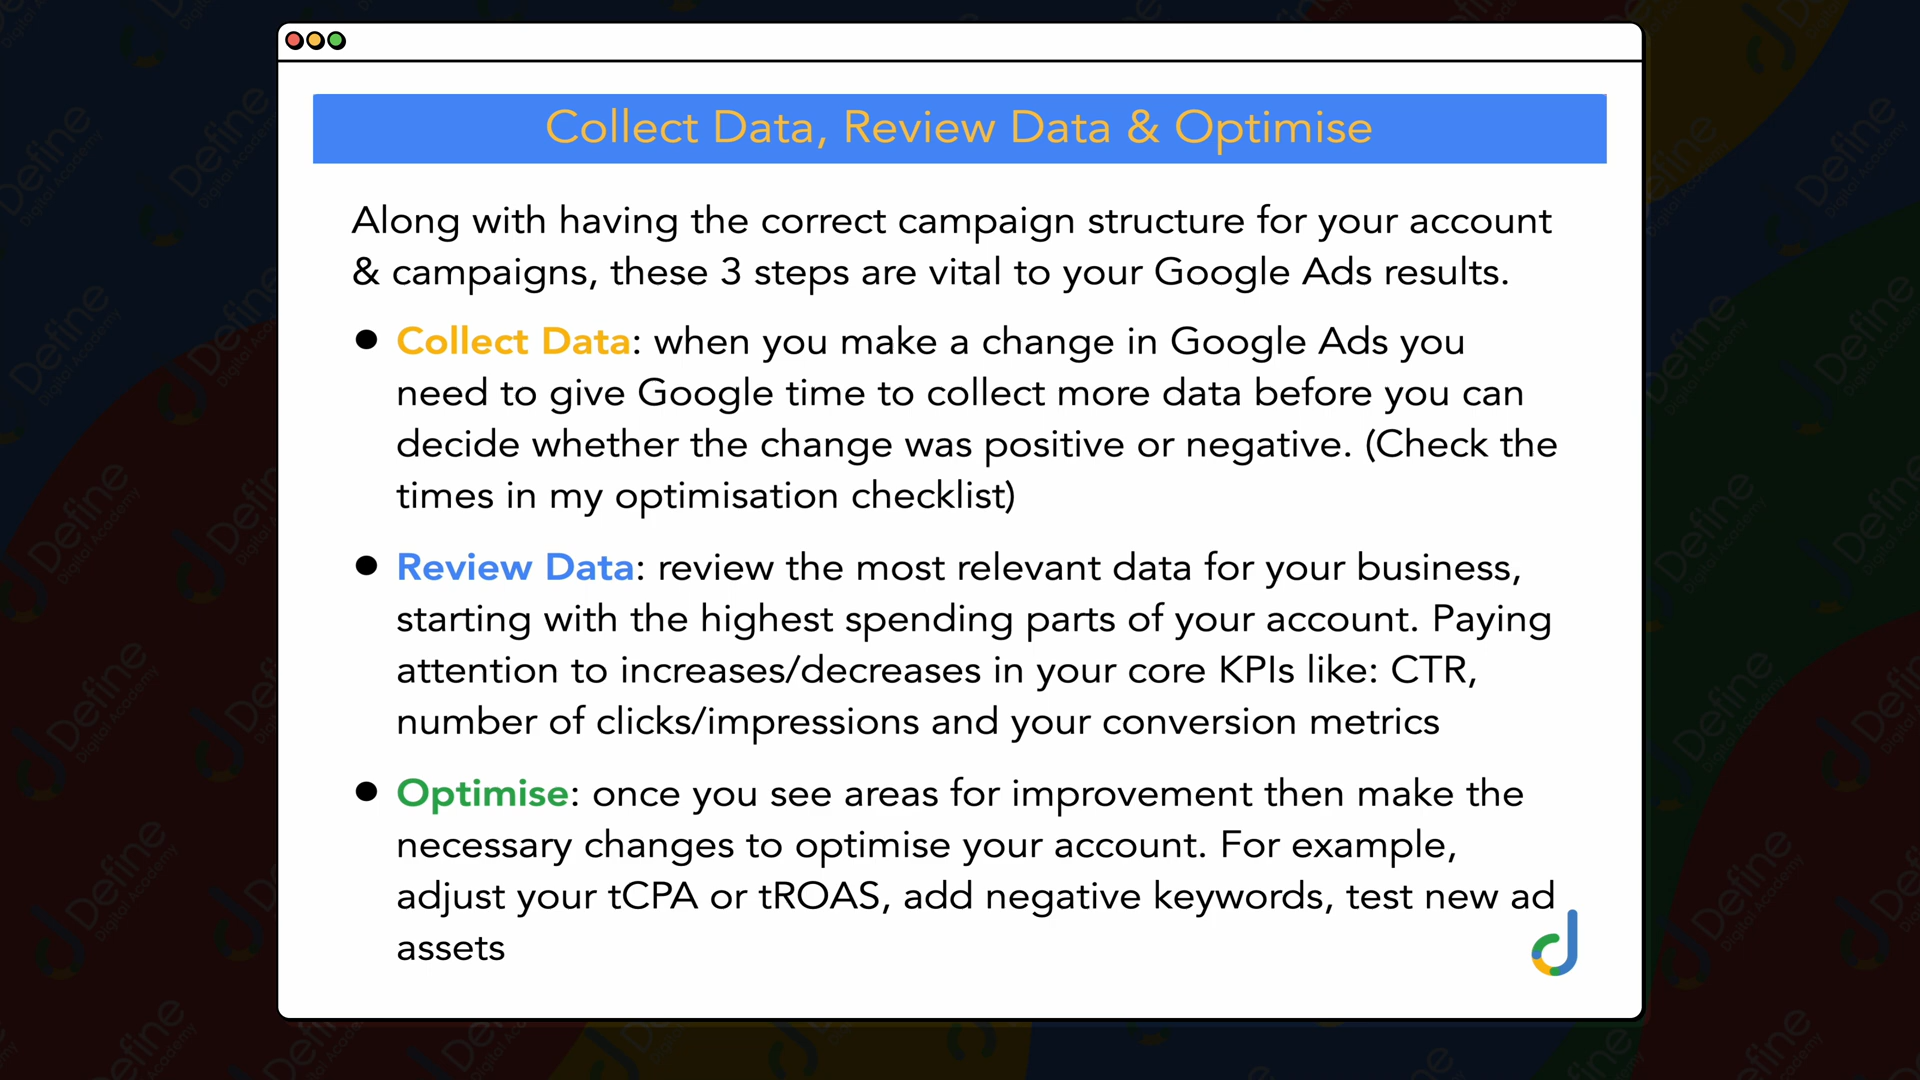 Collect Data, Review Data & Optimise
Along with having the correct campaign structure for your account
& campaigns, these 3 steps are vital to your Google Ads results.
● Collect Data: when you make a change in Google Ads you
need to give Google time to collect more data before you can
decide whether the change was positive or negative. (Check the
times in my optimisation checklist)
● Review Data: review the most relevant data for your business,
starting with the highest spending parts of your account. Paying
attention to increases/decreases in your core KPIs like: CTR,
number of clicks/impressions and your conversion metrics
● Optimise: once you see areas for improvement then make the
necessary changes to optimise your account. For example,
adjust your tCPA or tROAS, add negative keywords, test new ad
assets
Define
Digital Academy